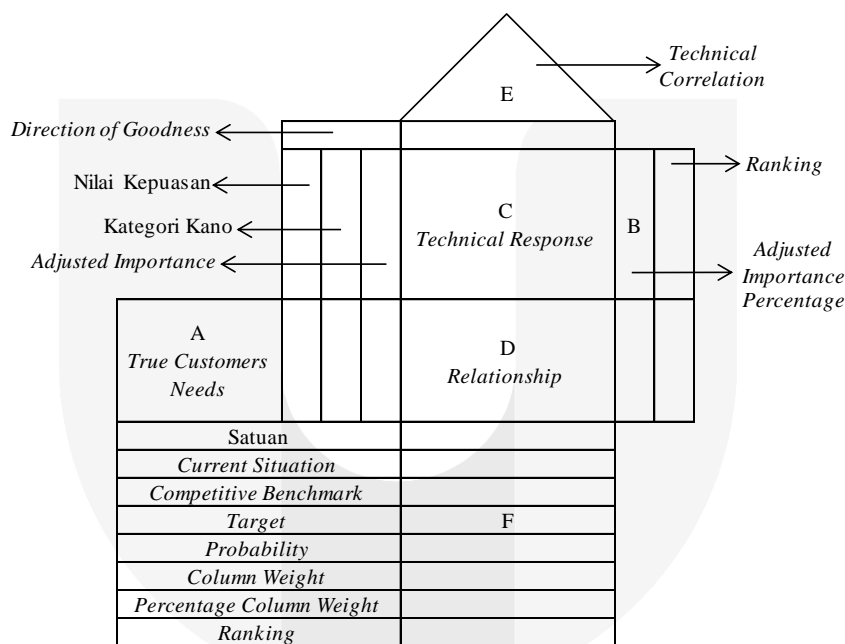 Technical
Correlation
E
Direction of Goodness
Ranking
Nilai Kepuasan
C
Kategori Kano
B
Technical Response
Adjusted Importance
Adjusted
Importance
Percentage
A
True Customers
Needs
D
Relationship
Satuan
Current Situation
Competitive Benchmark
Target
F
Probability
Column Weight
Percentage Column Weight
Ranking